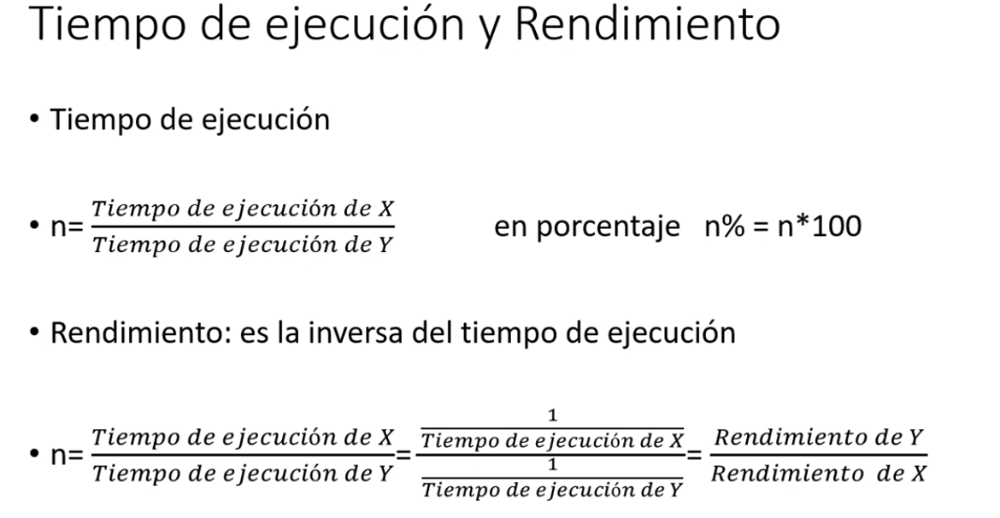 Tiempo de ejecución y Rendimiento
• Tiempo de ejecución
• n= \frac{Tiempo de ejecución de X}{Tiempo de ejecución de Y} en porcentaje n% = n*100
• Rendimiento: es la inversa del tiempo de ejecución
• n= \frac{Tiempo de ejecución de X}{Tiempo de ejecución de Y} = \frac{\frac{1}{Tiempo de ejecución de X}}{\frac{1}{Tiempo de ejecución de Y}} = \frac{Rendimiento de Y}{Rendimiento de X}